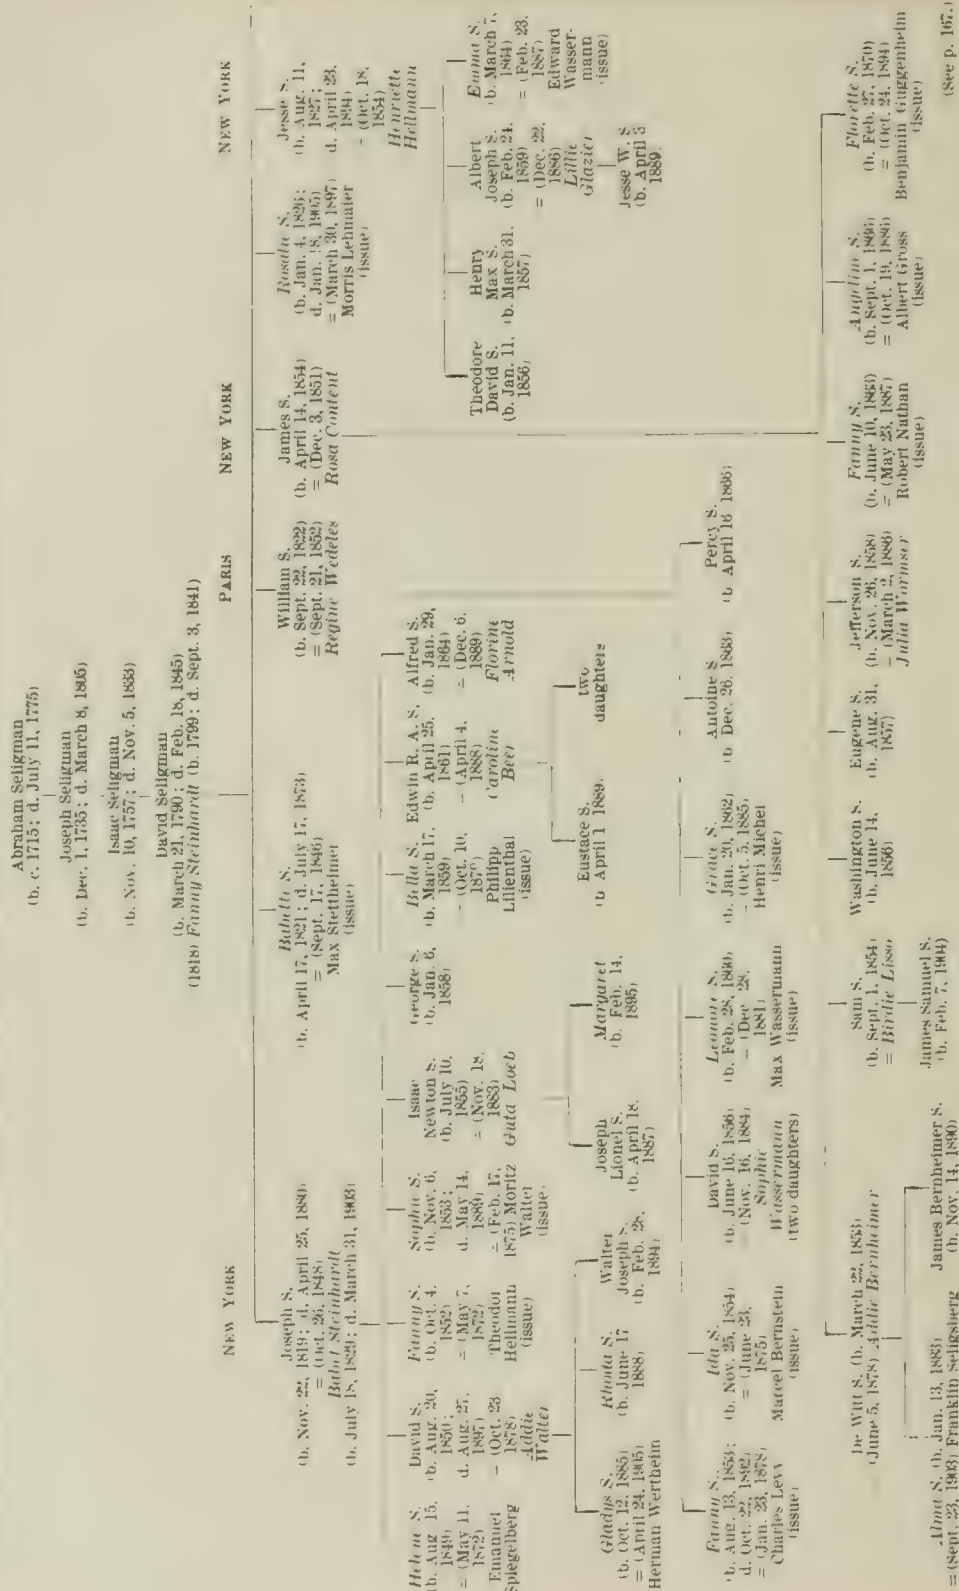 Abraham Seligman
(b. c. 1715; d. July 11, 1775)
Joseph Seligman
(b. Dec. 1, 1735; d. March 8, 1805)
Isaac Seligman
(b. Nov. 10, 1757; d. Nov. 5, 1833)
David Seligman
(b. March 21, 1790; d. Feb. 18, 1845)
(1818) Fanny Steinhardt (b. 1799; d. Sept. 3, 1841)
NEW YORK
Joseph S.
(b. Nov. 22, 1819; d. April 25, 1880)
= (Oct. 26, 1848)
Babet Steinhardt
(b. July 18, 1829; d. March 31, 1903)
Babette S.
(b. April 17, 1821; d. July 17, 1873)
= (Sept. 17, 1846)
Max Stettheimer
(issue)
PARIS
William S.
(b. Sept. 22, 1822)
= (Sept. 21, 1852)
Regine Wedeles
NEW YORK
James S.
(b. April 14, 1854)
= (Dec. 3, 1851)
Rosa Content
Rosalie S.
(b. Jan. 4, 1826;
d. Jan. 18, 1905)
= (March 30, 1897)
Morris Lehmaier
(issue)
NEW YORK
Jesse S.
(b. Aug. 11,
1827;
d. April 23,
1894)
= (Oct. 18,
1854)
Henriette
Hellmann
Helene S.
(b. Aug. 15,
1849)
= (May 11,
1872)
Emanuel
Spiegelberg
David S.
(b. Aug. 20,
1850;
d. Aug. 27,
1897)
= (Oct. 23
1878)
Addie
Walter
Fanny S.
(b. Oct. 4,
1852)
= (May 7,
1872)
Theodor
Hellmann
(issue)
Sophie S.
(b. Nov. 6,
1853;
d. May 14,
1889)
= (Feb. 17,
1875) Moritz
Walter
(issue)
Isaac
Newton S.
(b. July 10,
1855)
= (Nov. 18,
1883)
Guta Loeb
George S.
(b. Jan. 6,
1858)
Bella S.
(b. March 17,
1859)
= (Oct. 10,
Philipp
Lilienthal
(issue)
Edwin R. A. S.
(b. April 25,
1861)
= (April 4,
1888)
Caroline
Beer
Alfred S.
(b. Jan. 29,
1864)
= (Dec. 6,
1889)
Florine
Arnold
Theodore
David S.
(b. Jan. 11,
1856)
Henry
Max S.
(b. March 31,
1857)
Albert
Joseph S.
(b. Feb. 24,
1859)
= (Dec. 22,
1886)
Lillie
Glazier
Jesse W. S
(b. April 3
1889)
Emma S.
(b. March 7,
1864)
= (Feb. 23,
1887)
Edward
Wasser-
mann
(issue)
Gladys S.
(b. Oct. 12, 1885)
= (April 24, 1905)
Herman Wertheim
Rhoda S.
(b. June 17
1888)
Walter
Joseph S.
(b. Feb. 28,
1894)
Joseph
Lionel S.
(b. April 18,
1887)
Margaret
(b. Feb. 14,
1895)
Eustace S.
(b April 1 1889)
two
daughters
Fanny S.
(b. Aug. 13, 1853;
d. Oct. 22, 1892)
= (Jan. 23, 1878)
Charles Levy
(issue)
Ida S.
(b. Nov. 25, 1854)
= (June 23,
1875)
Marcel Bernstein
(issue)
David S.
(b. June 16, 1856)
(Nov. 16, 1884)
Sophie
Wassermann
(two daughters)
Leonora S.
(b. Feb. 28, 1860)
= (Dec 28,
1881)
Max Wassermann
(issue)
Grace S.
(b. Jan. 20, 1862)
= (Oct. 5, 1885)
Henri Michel
(issue)
Antoine S
(b Dec. 26, 1863)
Percy S.
(b April 16 1866)
De Witt S. (b. March 22, 1853)
(June 5, 1878) Addie Bernheimer
Sam S.
(b. Sept. 1, 1854)
= Birdie Lisso
Washington S.
(b. June 14,
1856)
Eugene S.
(b. Aug. 31,
1857)
Jefferson S.
(b. Nov. 26, 1858)
= (March 2, 1886)
Julia Wormser
Fanny S.
(b. June 10, 1863)
= (May 23, 1887)
Robert Nathan
(issue)
Angeline S.
(b. Sept. 1, 1866)
= (Oct. 19, 1886)
Albert Gross
(issue)
Florette S.
(b. Feb. 27, 1870)
= (Oct. 24, 1894)
Benjamin Guggenheim
(issue)
Alma S. (b. Jan. 13, 1883)
= (Sept. 23, 1903) Franklin Seligsberg
James Bernheimer S.
(b. Nov. 14, 1890)
James Samuel S.
(b. Feb. 7, 1904)
(See p. 167.)